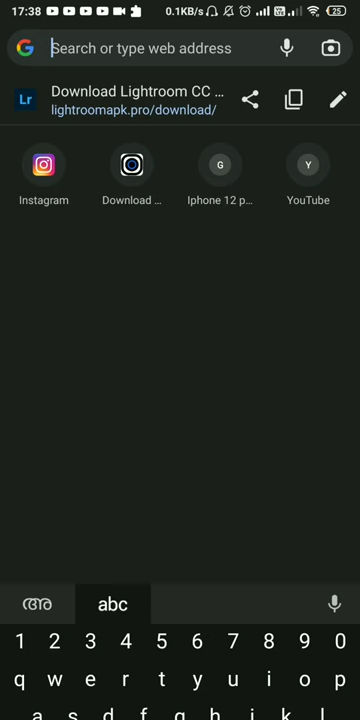 17:38 0.1KB/s 25
Search or type web address
Lr Download Lightroom CC ...
lightroomapk.pro/download/
G Y
Instagram Download ... Iphone 12 p... YouTube
അ abc
1 2 3 4 5 6 7 8 9 0
q w e r t y u i o p
a s d f g h j k l